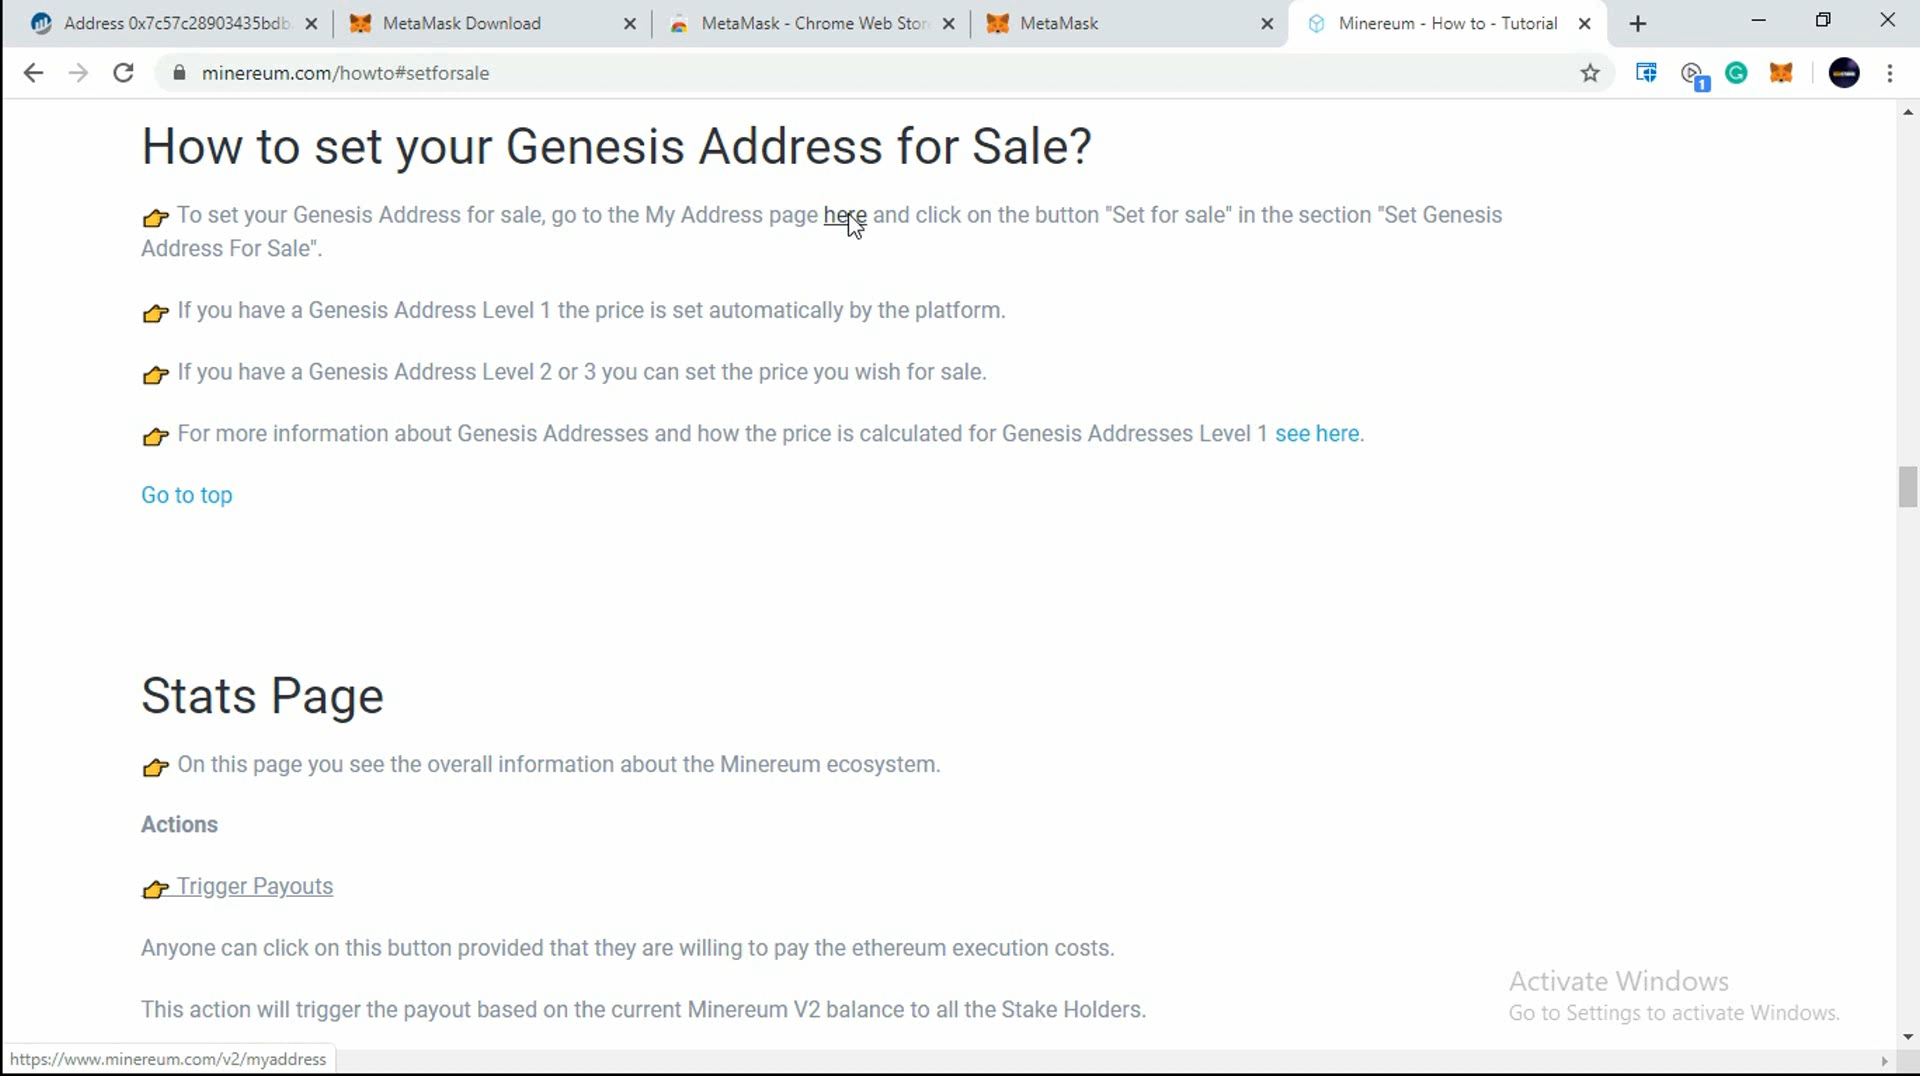 Address 0x7c57c28903435bdb
MetaMask Download
MetaMask - Chrome Web Stor
MetaMask
Minereum - How to - Tutorial
minereum.com/howto#setforsale
1
How to set your Genesis Address for Sale?
To set your Genesis Address for sale, go to the My Address page here and click on the button "Set for sale" in the section "Set Genesis
Address For Sale".
If you have a Genesis Address Level 1 the price is set automatically by the platform.
If you have a Genesis Address Level 2 or 3 you can set the price you wish for sale.
For more information about Genesis Addresses and how the price is calculated for Genesis Addresses Level 1 see here.
Go to top
Stats Page
On this page you see the overall information about the Minereum ecosystem.
Actions
Trigger Payouts
Anyone can click on this button provided that they are willing to pay the ethereum execution costs.
This action will trigger the payout based on the current Minereum V2 balance to all the Stake Holders.
Activate Windows
Go to Settings to activate Windows.
https://www.minereum.com/v2/myaddress